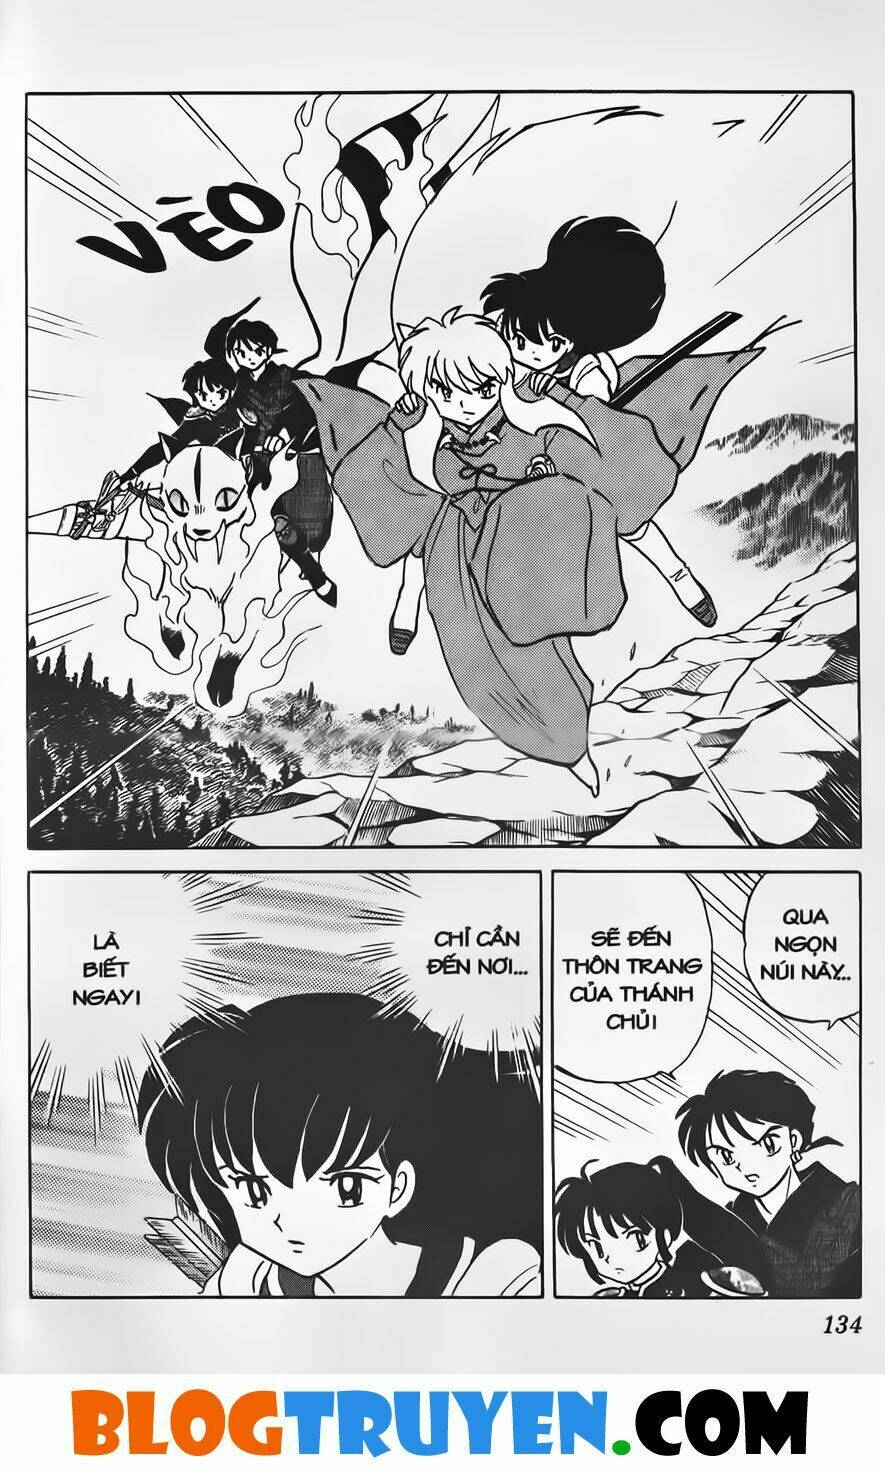 VÈO
QUA
NGỌN
NÚI NÀY...
SẼ ĐẾN
THÔN TRANG
CỦA THÁNH
CHỦ!
CHỈ CẦN
ĐẾN NƠI...
LÀ
BIẾT
NGAY!
134
BLOGTRUYEN.COM